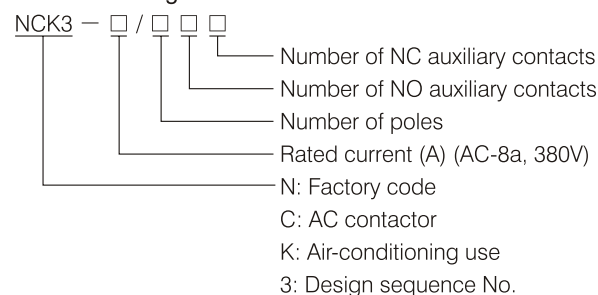 NCK3 － □ / □ □ □
Number of NC auxiliary contacts
Number of NO auxiliary contacts
Number of poles
Rated current (A) (AC-8a, 380V)
N: Factory code
C: AC contactor
K: Air-conditioning use
3: Design sequence No.